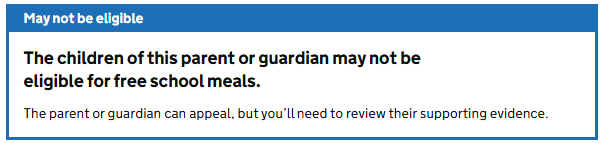 May not be eligible
The children of this parent or guardian may not be
eligible for free school meals.
The parent or guardian can appeal, but you'll need to review their supporting evidence.